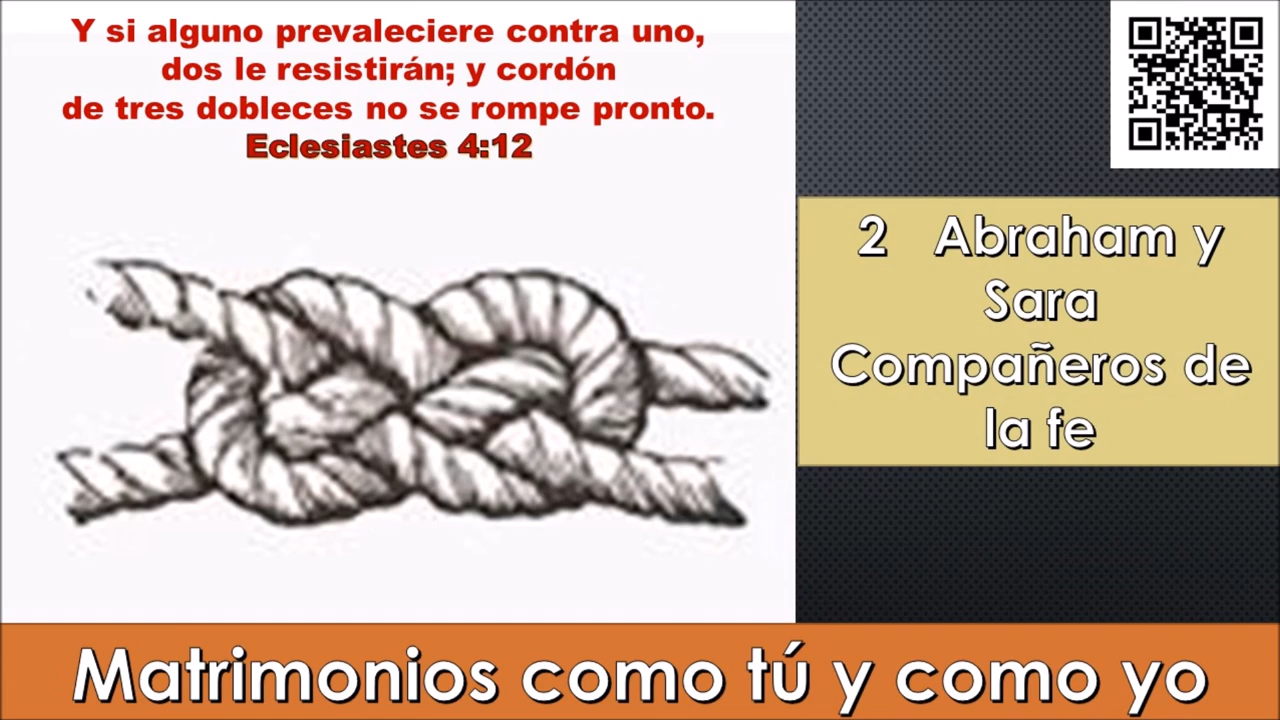 Y si alguno prevaleciere contra uno,
dos le resistirán; y cordón
de tres dobleces no se rompe pronto.
Eclesiastes 4:12
2 Abraham y
Sara
Compañeros de
la fe
Matrimonios como tú y como yo